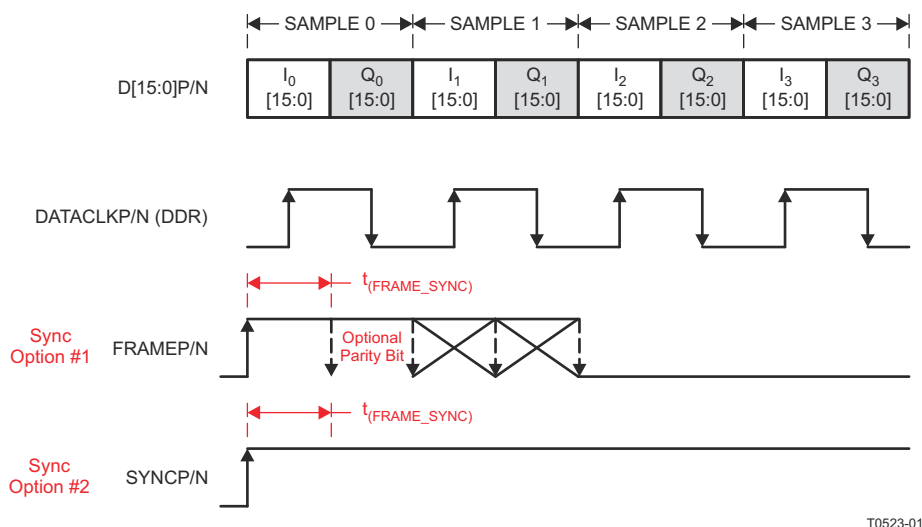 SAMPLE 0 SAMPLE 1 SAMPLE 2 SAMPLE 3
D[15:0]P/N
I0 Q0 I1 Q1 I2 Q2 I3 Q3
[15:0] [15:0] [15:0] [15:0] [15:0] [15:0] [15:0] [15:0]
DATACLKP/N (DDR)
t(FRAME_SYNC)
Sync
Option #1
FRAMEP/N
Optional
Parity Bit
t(FRAME_SYNC)
Sync
Option #2
SYNCP/N
T0523-01